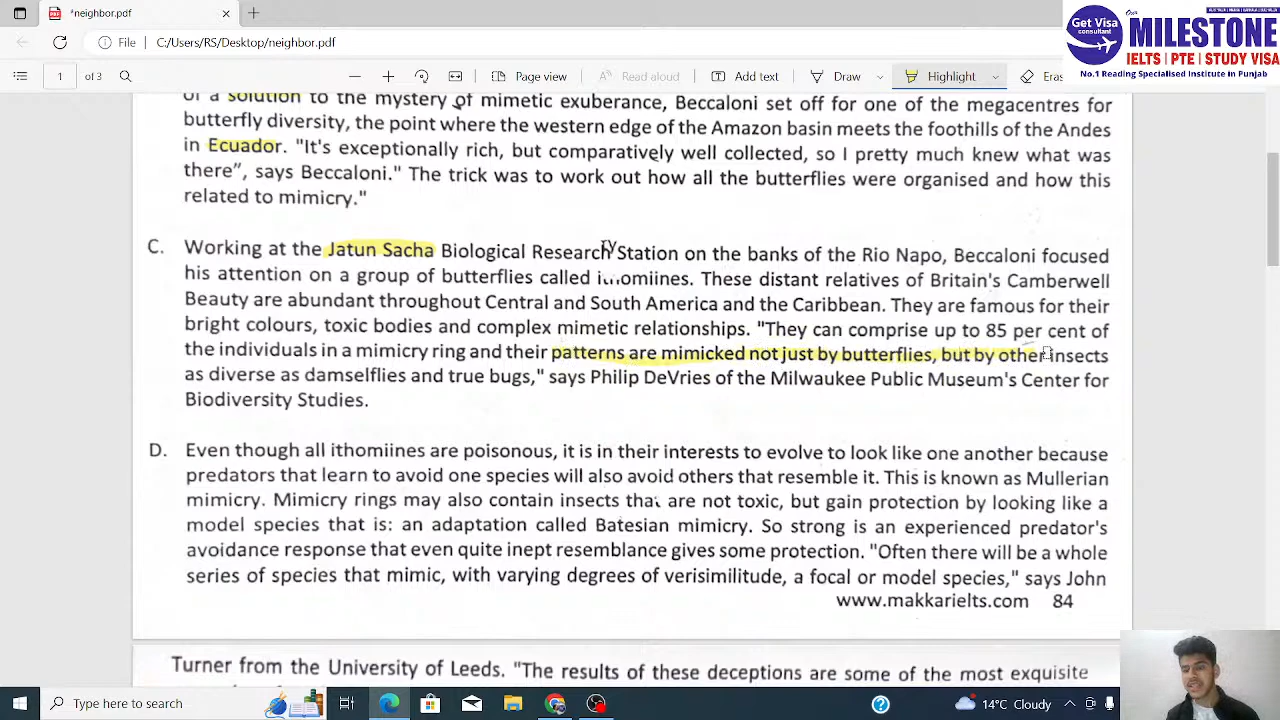 *neighbor.pdf
File C:/Users/RS/Desktop/neighbor.pdf
1 of 3 Page view Read aloud Add text Draw Highlight Eras
Get Visa
consultant
MILESTONE
IELTS | PTE | STUDY VISA
No.1 Reading Specialised Institute in Punjab
of a solution to the mystery of mimetic exuberance, Beccaloni set off for one of the megacentres for
butterfly diversity, the point where the western edge of the Amazon basin meets the foothills of the Andes
in Ecuador. "It's exceptionally rich, but comparatively well collected, so I pretty much knew what was
there", says Beccaloni." The trick was to work out how all the butterflies were organised and how this
related to mimicry."
C. Working at the Jatun Sacha Biological Research Station on the banks of the Rio Napo, Beccaloni focused
his attention on a group of butterflies called ithomiines. These distant relatives of Britain's Camberwell
Beauty are abundant throughout Central and South America and the Caribbean. They are famous for their
bright colours, toxic bodies and complex mimetic relationships. "They can comprise up to 85 per cent of
the individuals in a mimicry ring and their patterns are mimicked not just by butterflies, but by other insects
as diverse as damselflies and true bugs," says Philip DeVries of the Milwaukee Public Museum's Center for
Biodiversity Studies.
D. Even though all ithomiines are poisonous, it is in their interests to evolve to look like one another because
predators that learn to avoid one species will also avoid others that resemble it. This is known as Mullerian
mimicry. Mimicry rings may also contain insects that are not toxic, but gain protection by looking like a
model species that is: an adaptation called Batesian mimicry. So strong is an experienced predator's
avoidance response that even quite inept resemblance gives some protection. "Often there will be a whole
series of species that mimic, with varying degrees of verisimilitude, a focal or model species," says John
www.makkarielts.com 84
Turner from the University of Leeds. "The results of these deceptions are some of the most exquisite
Type here to search
14°C Cloudy